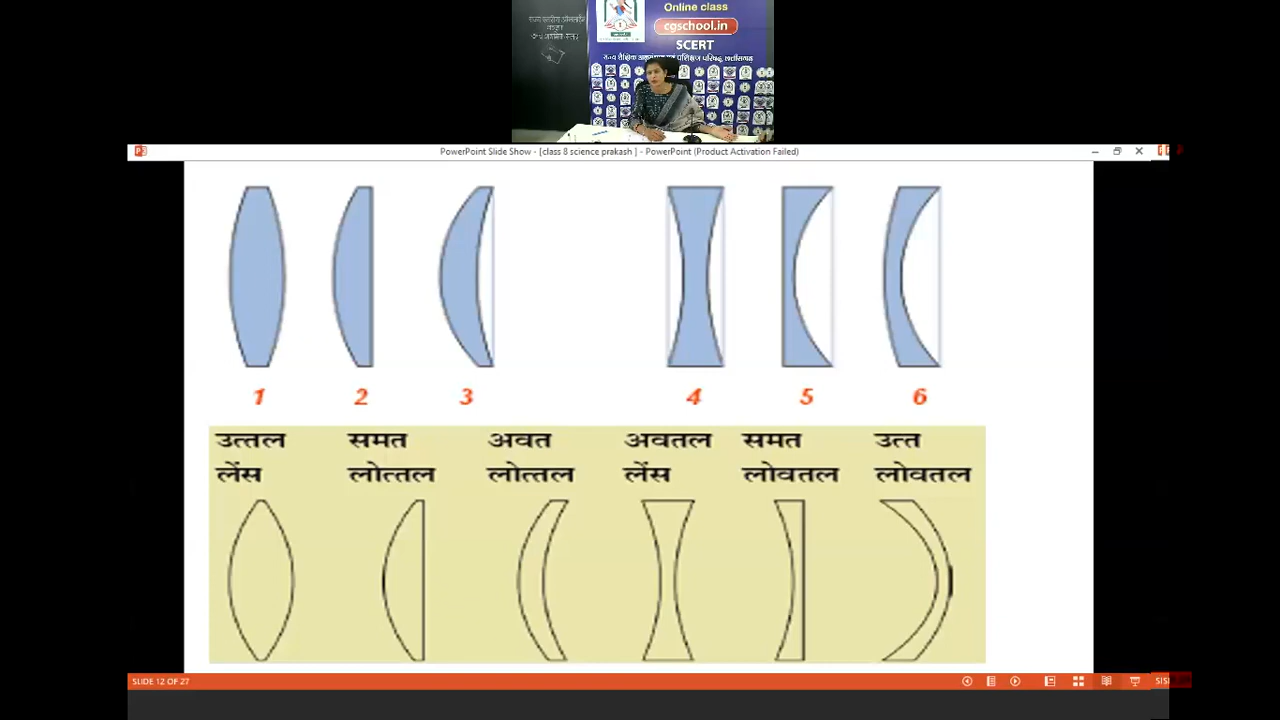 Online class
cgschool.in
SCERT
PowerPoint Slide Show - [class 8 science prakash ] - PowerPoint (Product Activation Failed)
1 2 3 4 5 6
उत्तल समत अवत अवतल समत उत्त
लेंस लोत्तल लोत्तल लेंस लोवतल लोवतल
SLIDE 12 OF 27